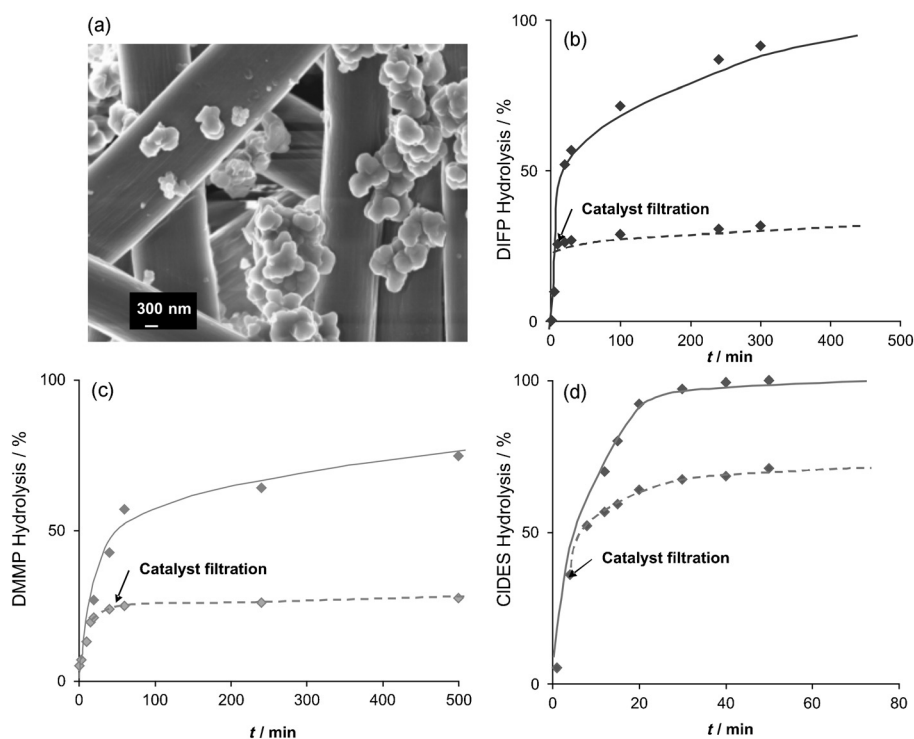 (a)
300 nm
(b)
DIFP Hydrolysis / %
100
50
0
Catalyst filtration
0 100 200 300 400 500
t / min
(c)
DMMP Hydrolysis / %
100
50
0
Catalyst filtration
0 100 200 300 400 500
t / min
(d)
ClDES Hydrolysis / %
100
50
0
Catalyst filtration
0 20 40 60 80
t / min